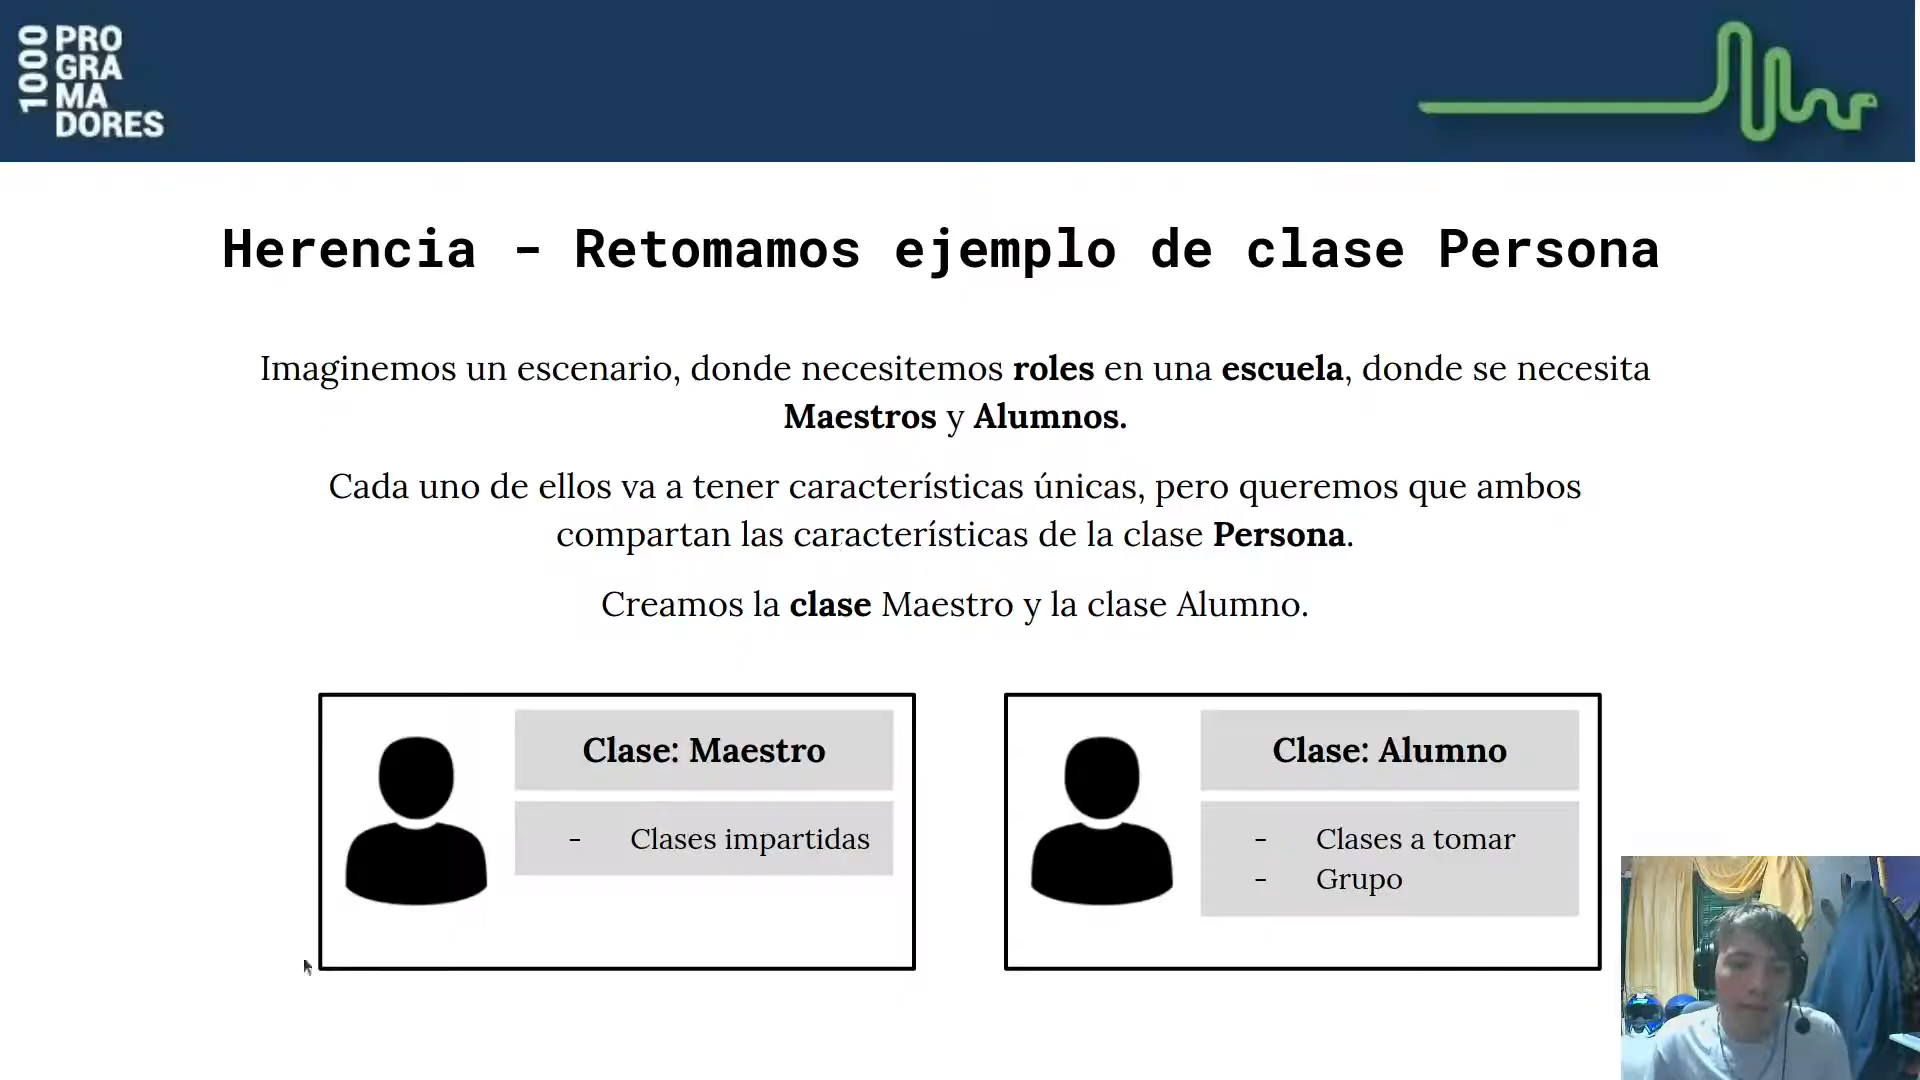 1000
PRO
GRA
MA
DORES
Herencia - Retomamos ejemplo de clase Persona
Imaginemos un escenario, donde necesitemos roles en una escuela, donde se necesita
Maestros y Alumnos.
Cada uno de ellos va a tener características únicas, pero queremos que ambos
compartan las características de la clase Persona.
Creamos la clase Maestro y la clase Alumno.
Clase: Maestro
- Clases impartidas
Clase: Alumno
- Clases a tomar
- Grupo